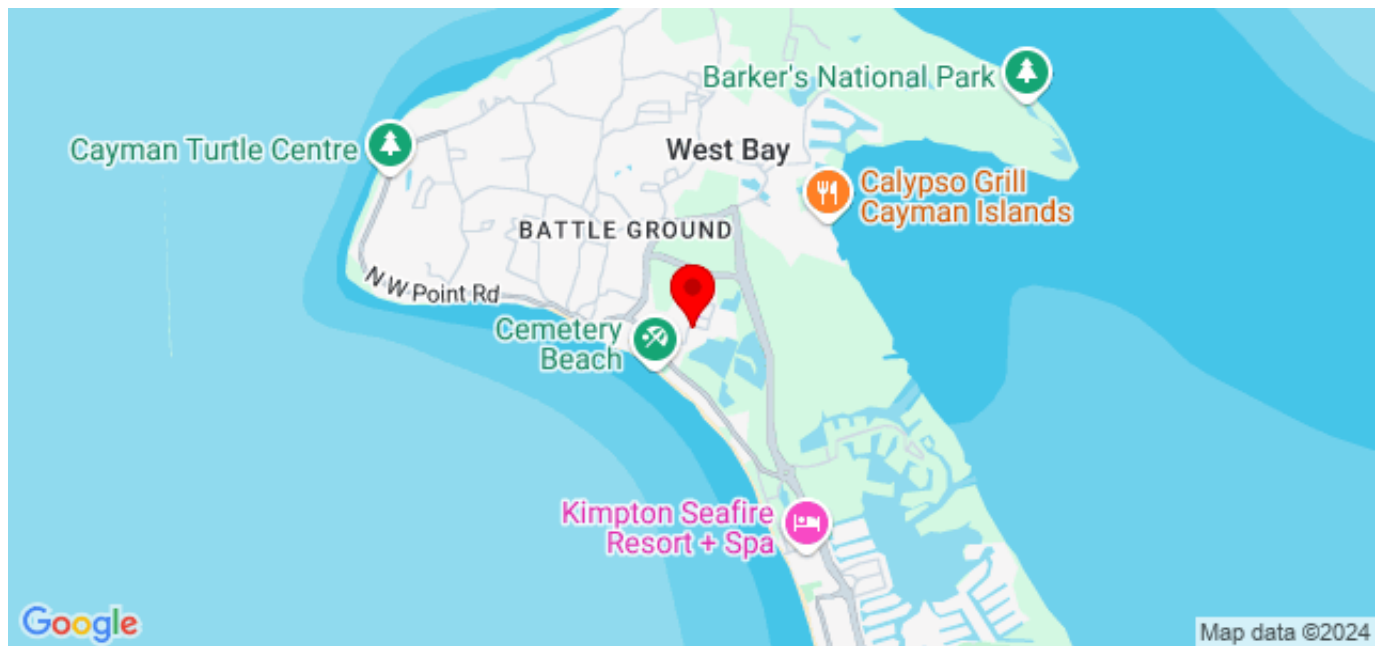 Barker's National Park
Cayman Turtle Centre
West Bay
Calypso Grill
Cayman Islands
BATTLE GROUND
N W Point Rd
Cemetery
Beach
Kimpton Seafire
Resort + Spa
Google
Map data ©2024